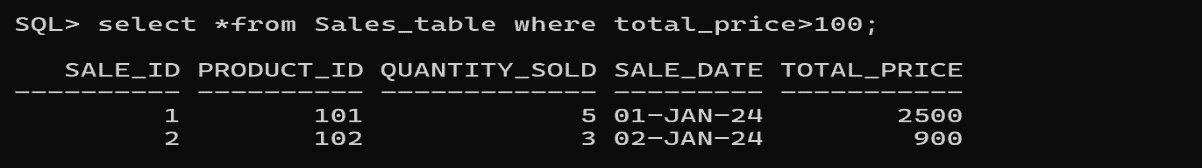 SQL> select *from Sales_table where total_price>100;
SALE_ID PRODUCT_ID QUANTITY_SOLD SALE_DATE TOTAL_PRICE
---------- ---------- ------------- --------- -----------
1 101 5 01-JAN-24 2500
2 102 3 02-JAN-24 900